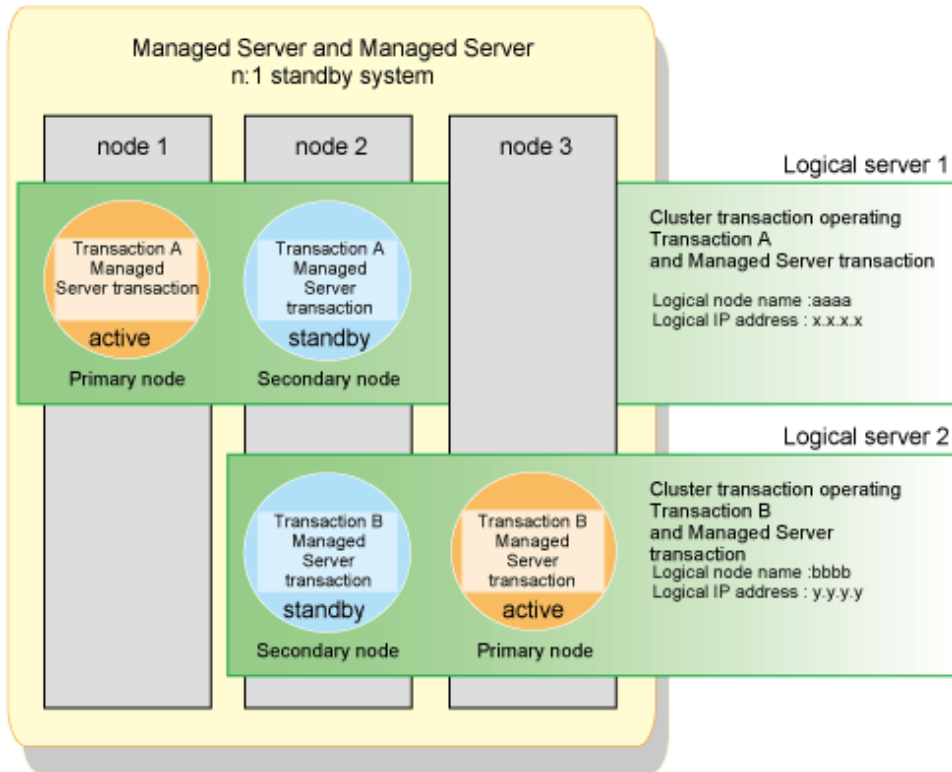 Managed Server and Managed Server
n:1 standby system
node 1
node 2
node 3
Logical server 1
Transaction A
Managed
Server transaction
active
Primary node
Transaction A
Managed
Server
transaction
standby
Secondary node
Cluster transaction operating
Transaction A
and Managed Server transaction
Logical node name :aaaa
Logical IP address : x.x.x.x
Logical server 2
Transaction B
Managed
Server
transaction
standby
Secondary node
Transaction B
Managed
Server
transaction
active
Primary node
Cluster transaction operating
Transaction B
and Managed Server
transaction
Logical node name :bbbb
Logical IP address : y.y.y.y